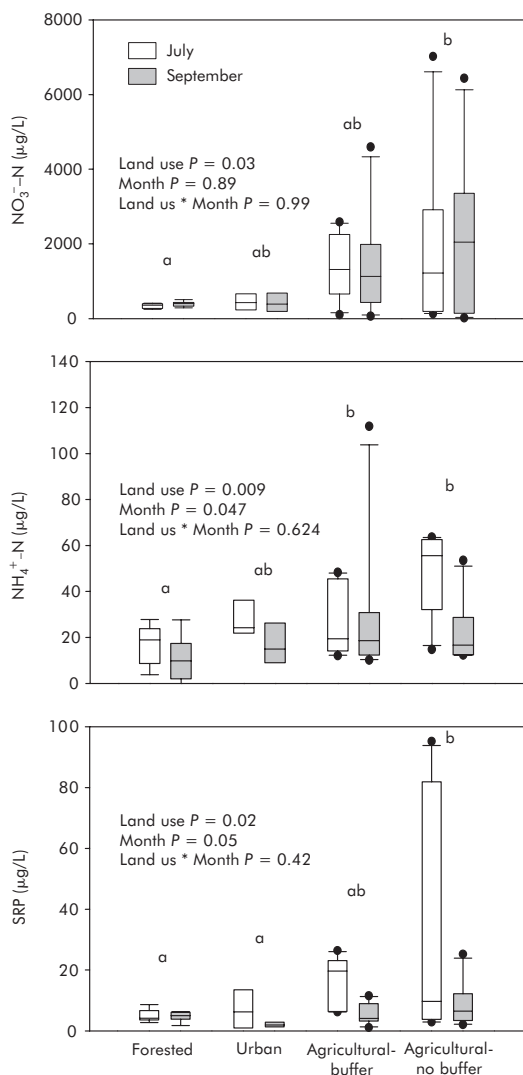 8000
6000
4000
2000
0
NO₃⁻–N (µg/L)
July
September
Land use P = 0.03
Month P = 0.89
Land us * Month P = 0.99
a
ab
ab
b
140
120
100
80
60
40
20
0
NH₄⁺–N (µg/L)
Land use P = 0.009
Month P = 0.047
Land us * Month P = 0.624
a
ab
b
b
100
80
60
40
20
0
SRP (µg/L)
Land use P = 0.02
Month P = 0.05
Land us * Month P = 0.42
a
a
ab
b
Forested
Urban
Agricultural-
buffer
Agricultural-
no buffer